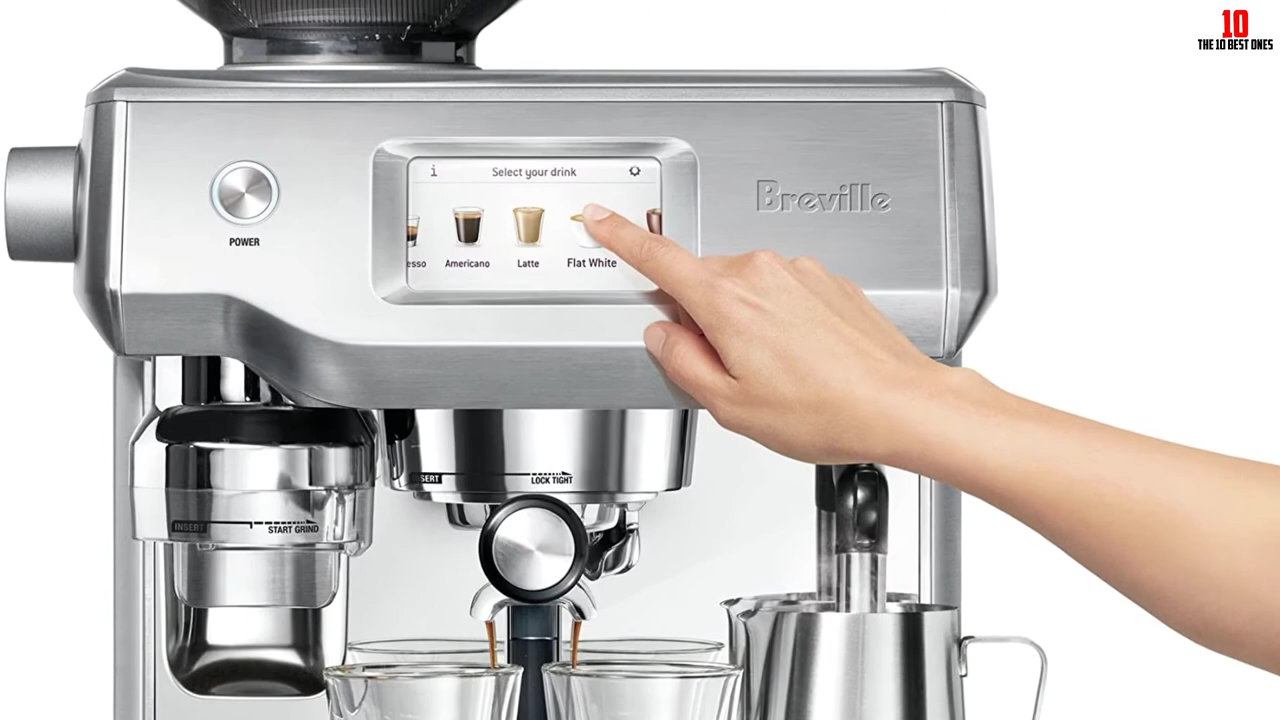 10
THE 10 BEST ONES
i
Select your drink
Breville
esso
Americano
Latte
Flat White
POWER
SERT
LOCK TIGHT
INSERT
START GRIND